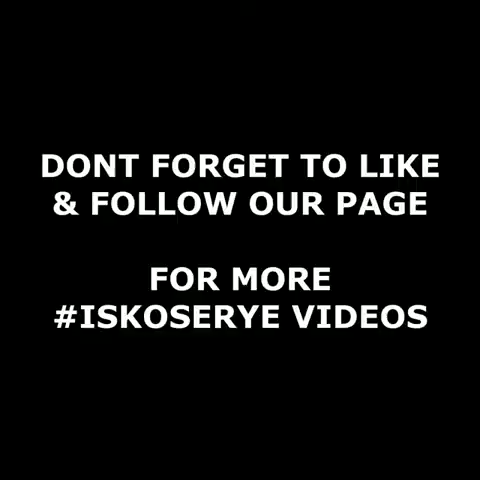 DONT FORGET TO LIKE
& FOLLOW OUR PAGE
FOR MORE
#ISKOSERYE VIDEOS